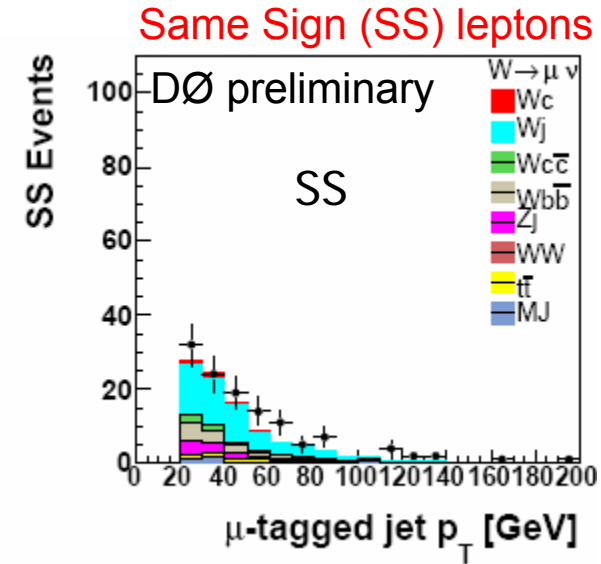 Same Sign (SS) leptons
DØ preliminary
SS
W→μ ν
Wc
Wj
Wcc̅
Wbb̅
Zj
WW
tt̅
MJ
SS Events
100
80
60
40
20
0
0 20 40 60 80 100 120 140 160 180 200
μ-tagged jet p_T [GeV]